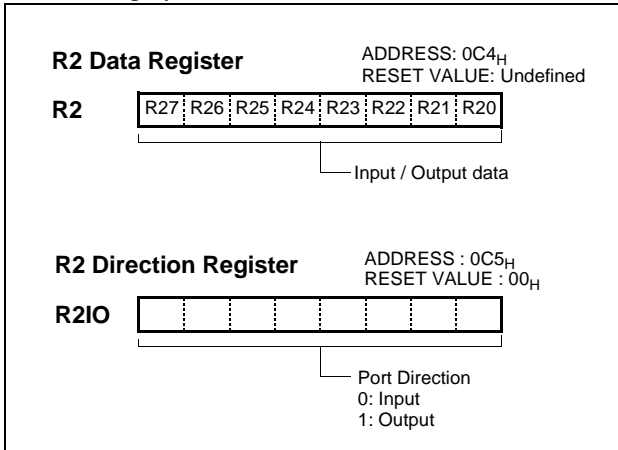 R2 Data Register
ADDRESS: 0C4H
RESET VALUE: Undefined
R2
R27 R26 R25 R24 R23 R22 R21 R20
Input / Output data
R2 Direction Register
ADDRESS : 0C5H
RESET VALUE : 00H
R2IO
Port Direction
0: Input
1: Output